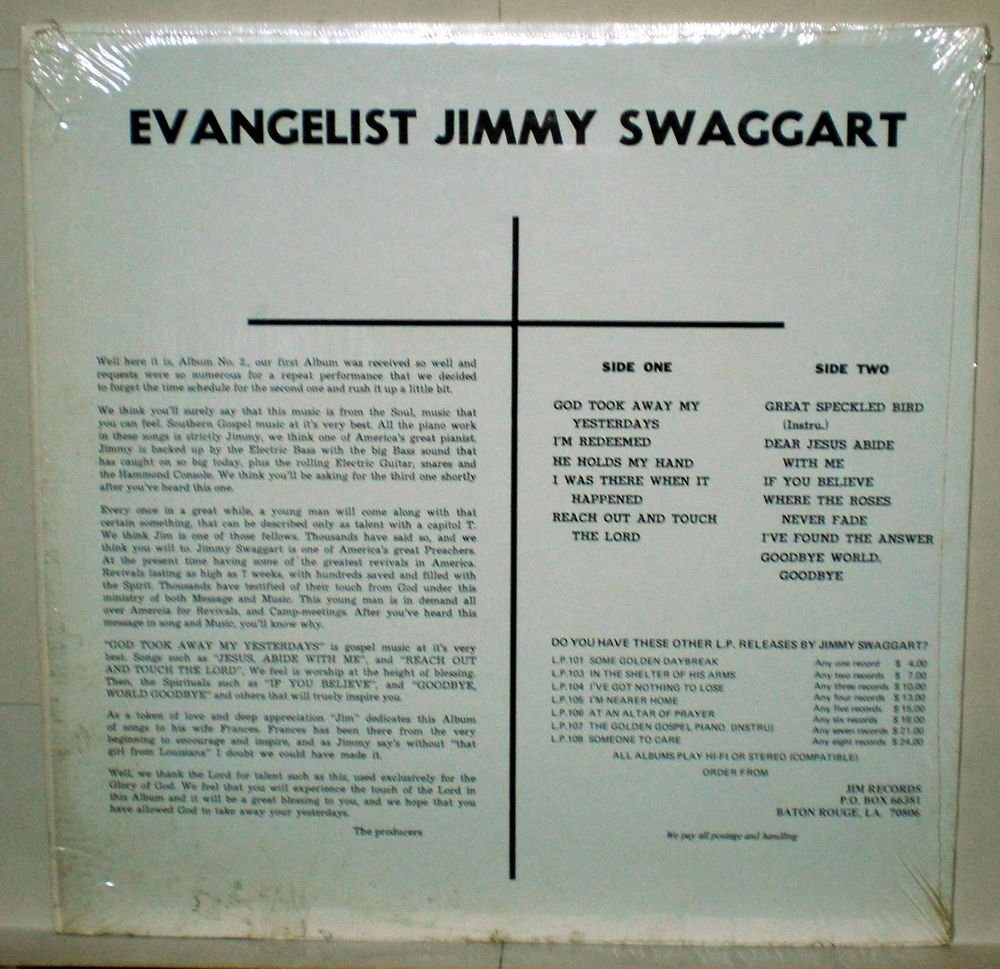 EVANGELIST JIMMY SWAGGART
Well here it is, Album No. 2., our first Album was received so well and
requests were so numerous for a repeat performance that we decided
to forget the time schedule for the second one and rush it up a little bit.
We think you'll surely say that this music is from the Soul, music that
you can feel. Southern Gospel music at it's very best. All the piano work
in these songs is strictly Jimmy, we think one of America's great pianist.
Jimmy is backed up by the Electric Bass with the big Bass sound that
has caught on so big today, plus the rolling Electric Guitar, snares and
the Hammond Console. We think you'll be asking for the third one shortly
after you've heard this one.
Every once in a great while, a young man will come along with that
certain something, that can be described only as talent with a capitol T.
We think Jim is one of those fellows. Thousands have said so, and we
think you will to. Jimmy Swaggart is one of America's great Preachers.
At the present time having some of the greatest revivals in America.
Revivals lasting as high as 7 weeks, with hundreds saved and filled with
the Spirit. Thousands have testified of their touch from God under this
ministry of both Message and Music. This young man is in demand all
over Amercia for Revivals, and Camp-meetings. After you've heard this
message in song and Music, you'll know why.
"GOD TOOK AWAY MY YESTERDAYS" is gospel music at it's very
best. Songs such as "JESUS, ABIDE WITH ME", and "REACH OUT
AND TOUCH THE LORD", We feel is worship at the height of blessing.
Then, the Spirituals such as "IF YOU BELIEVE", and "GOODBYE,
WORLD GOODBYE" and others that will truely inspire you.
As a token of love and deep appreciation "Jim" dedicates this Album
of songs to his wife Frances. Frances has been there from the very
beginning to encourage and inspire, and as Jimmy say's without "that
girl from Louisiana" I doubt we could have made it.
Well, we thank the Lord for talent such as this, used exclusively for the
Glory of God. We feel that you will experience the touch of the Lord in
this Album and it will be a great blessing to you, and we hope that you
have allowed God to take away your yesterdays.
The producers
SIDE ONE
GOD TOOK AWAY MY
YESTERDAYS
I'M REDEEMED
HE HOLDS MY HAND
I WAS THERE WHEN IT
HAPPENED
REACH OUT AND TOUCH
THE LORD
SIDE TWO
GREAT SPECKLED BIRD
(Instru.)
DEAR JESUS ABIDE
WITH ME
IF YOU BELIEVE
WHERE THE ROSES
NEVER FADE
I'VE FOUND THE ANSWER
GOODBYE WORLD,
GOODBYE
DO YOU HAVE THESE OTHER L.P. RELEASES BY JIMMY SWAGGART?
L.P.101 SOME GOLDEN DAYBREAK
L.P.103 IN THE SHELTER OF HIS ARMS
L.P.104 I'VE GOT NOTHING TO LOSE
L.P.105 I'M NEARER HOME
L.P.106 AT AN ALTAR OF PRAYER
L.P.107 THE GOLDEN GOSPEL PIANO (INSTRU)
L.P.108 SOMEONE TO CARE
Any one record $ 4.00
Any two records $ 7.00
Any three records $ 10.00
Any four records $ 13.00
Any five records $ 15.00
Any six records $ 18.00
Any seven records $ 21.00
Any eight records $ 24.00
ALL ALBUMS PLAY HI-FI OR STEREO (COMPATIBLE)
ORDER FROM
JIM RECORDS
P.O. BOX 66381
BATON ROUGE, LA. 70806
We pay all postage and handling